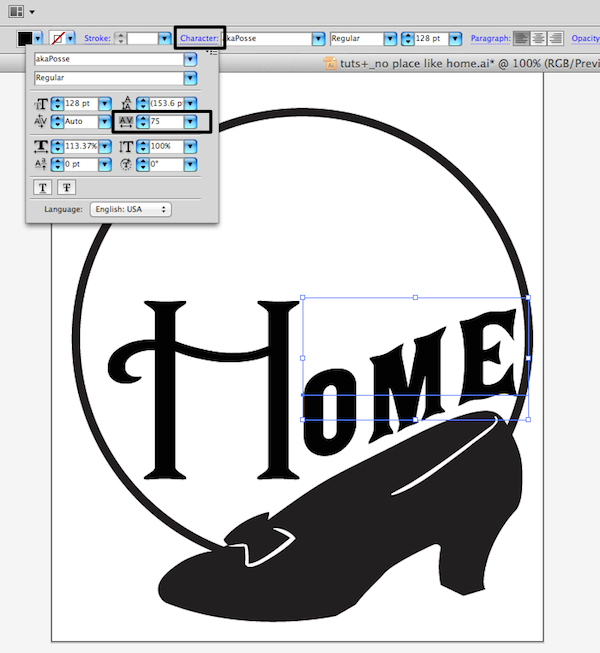 Stroke: Character: akaPosse Regular 128 pt Paragraph: Opacity
tuts+_no place like home.ai* @ 100% (RGB/Previ
akaPosse
Regular
128 pt (153.6 p
Auto 75
113.37% 100%
0 pt 0°
Language: English: USA
HOME